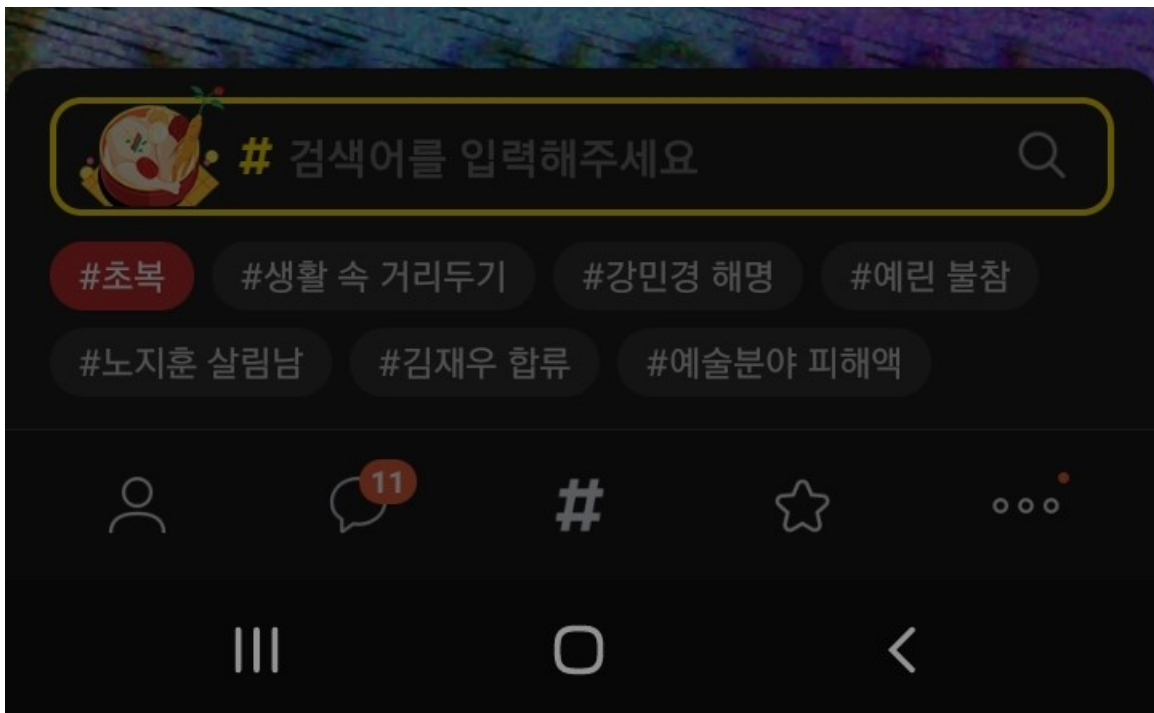 # 검색어를 입력해주세요
#초복 #생활 속 거리두기 #강민경 해명 #예린 불참
#노지훈 살림남 #김재우 합류 #예술분야 피해액
11
#